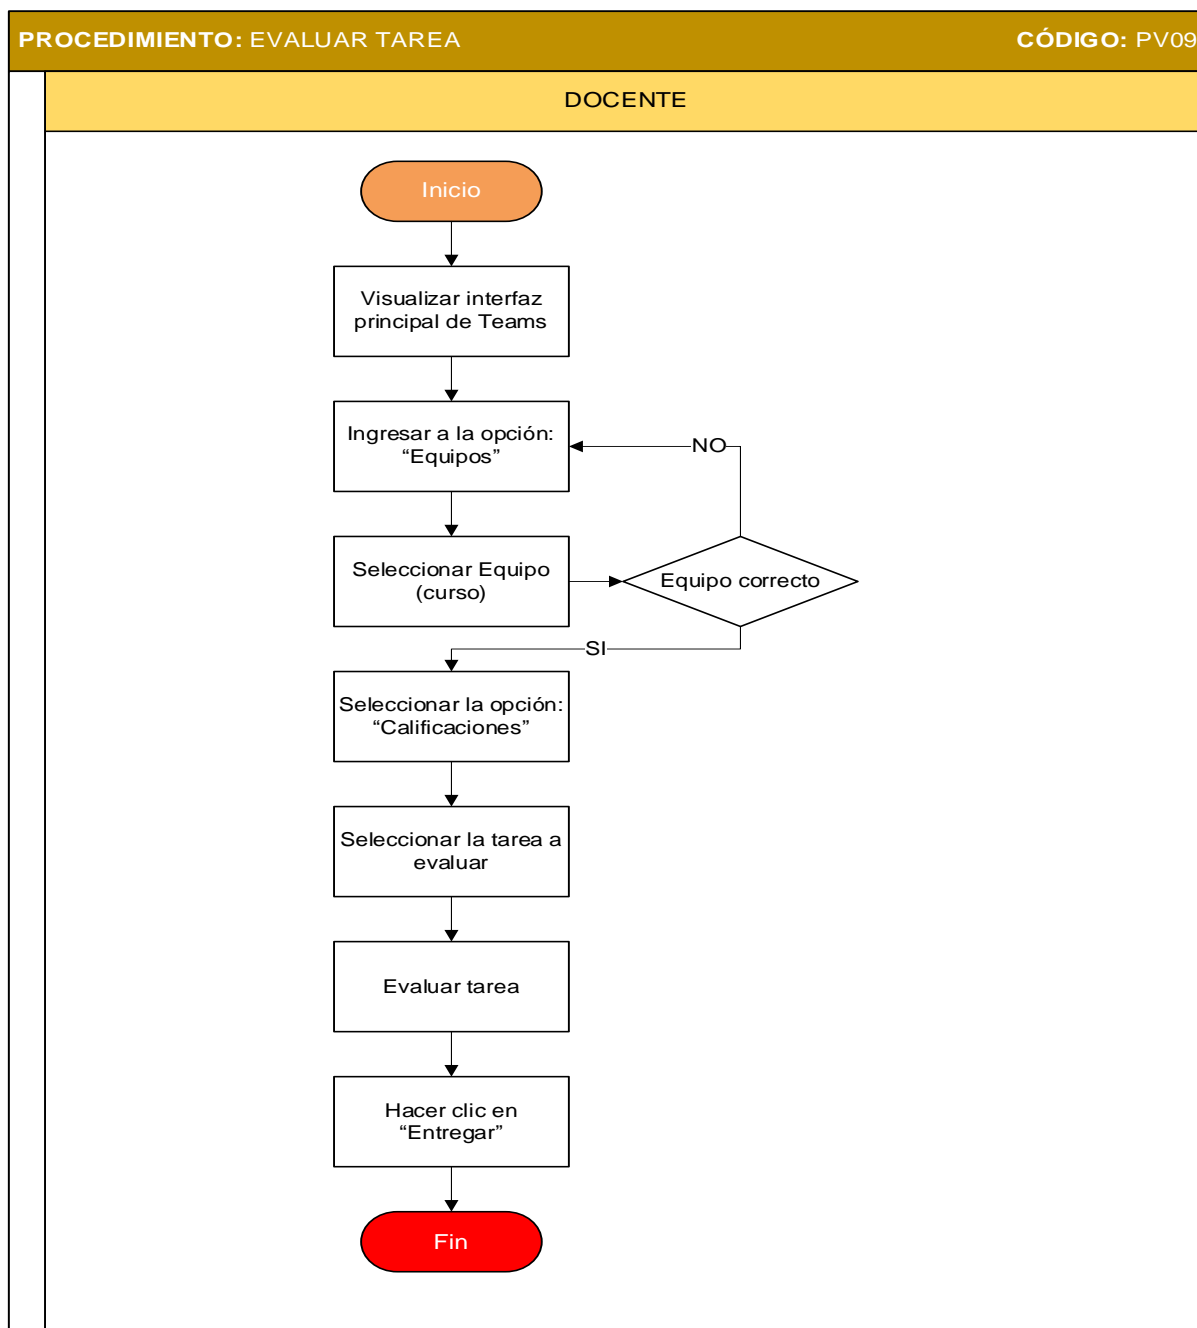 PROCEDIMIENTO: EVALUAR TAREA
CÓDIGO: PV09
DOCENTE
Inicio
Visualizar interfaz
principal de Teams
Ingresar a la opción:
“Equipos”
NO
Seleccionar Equipo
(curso)
Equipo correcto
SI
Seleccionar la opción:
“Calificaciones”
Seleccionar la tarea a
evaluar
Evaluar tarea
Hacer clic en
“Entregar”
Fin